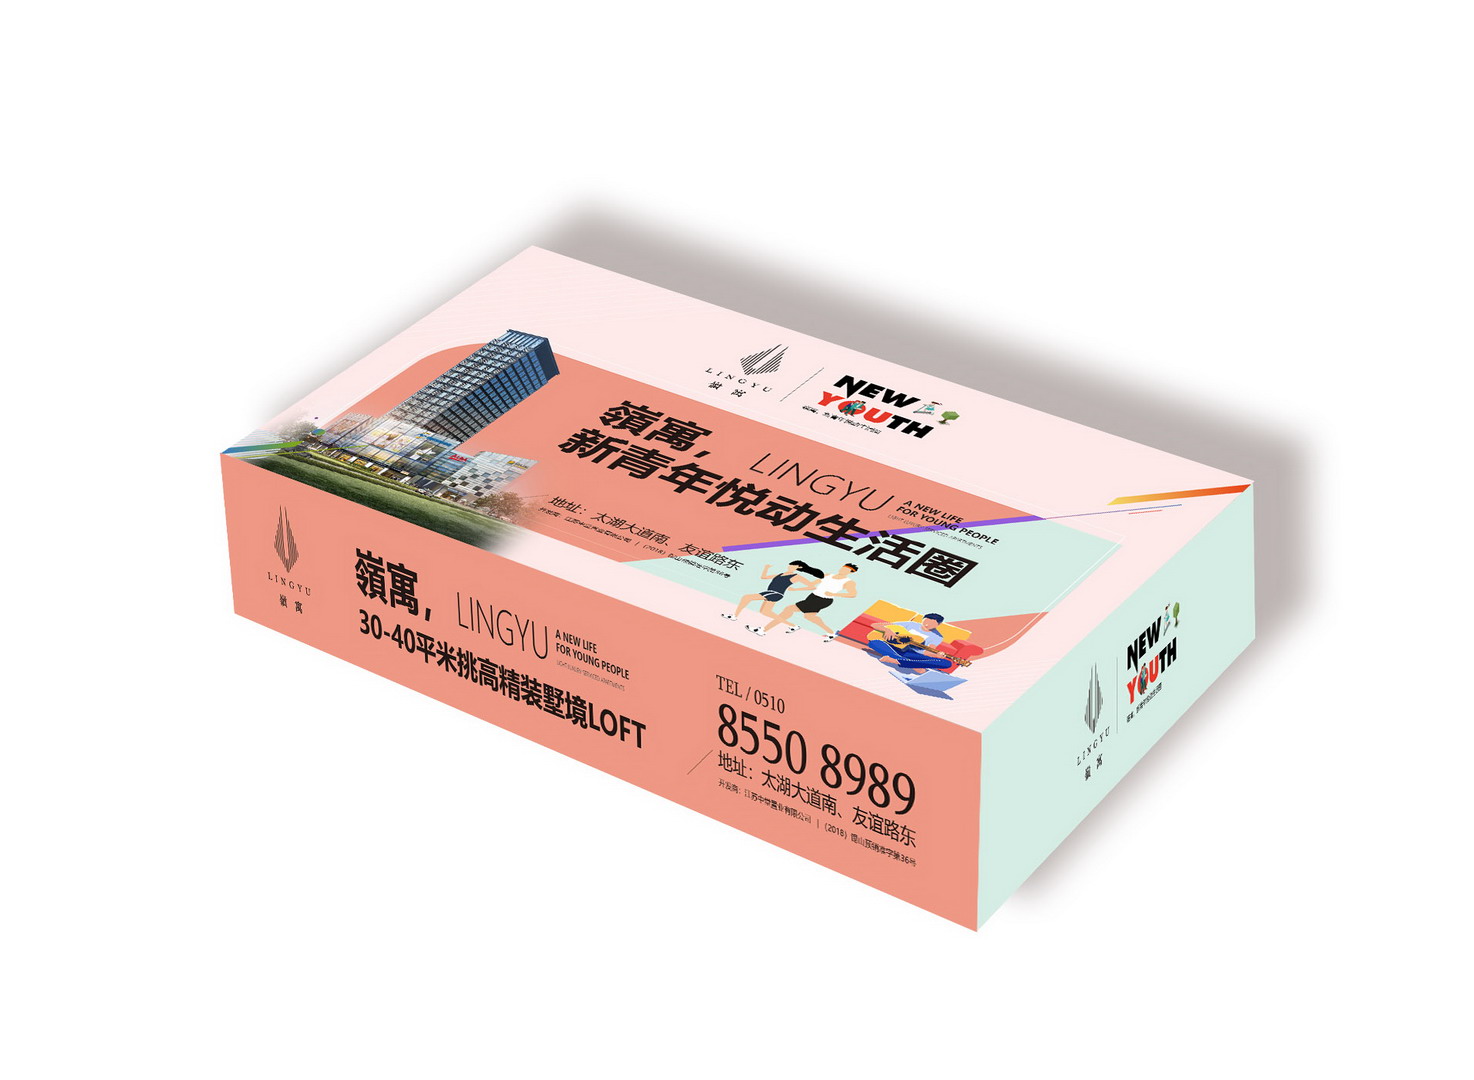 LINGYU
嶺寓
NEW
YOUTH
嶺寓,
LINGYU
A NEW LIFE
FOR YOUNG PEOPLE
新青年悦动生活圈
地址：太湖大道南、友谊路东
LINGYU
嶺寓
嶺寓,
LINGYU
A NEW LIFE
FOR YOUNG PEOPLE
30-40平米挑高精装墅境LOFT
TEL / 0510
8550 8989
地址：太湖大道南、友谊路东
LINGYU
嶺寓
NEW
YOUTH